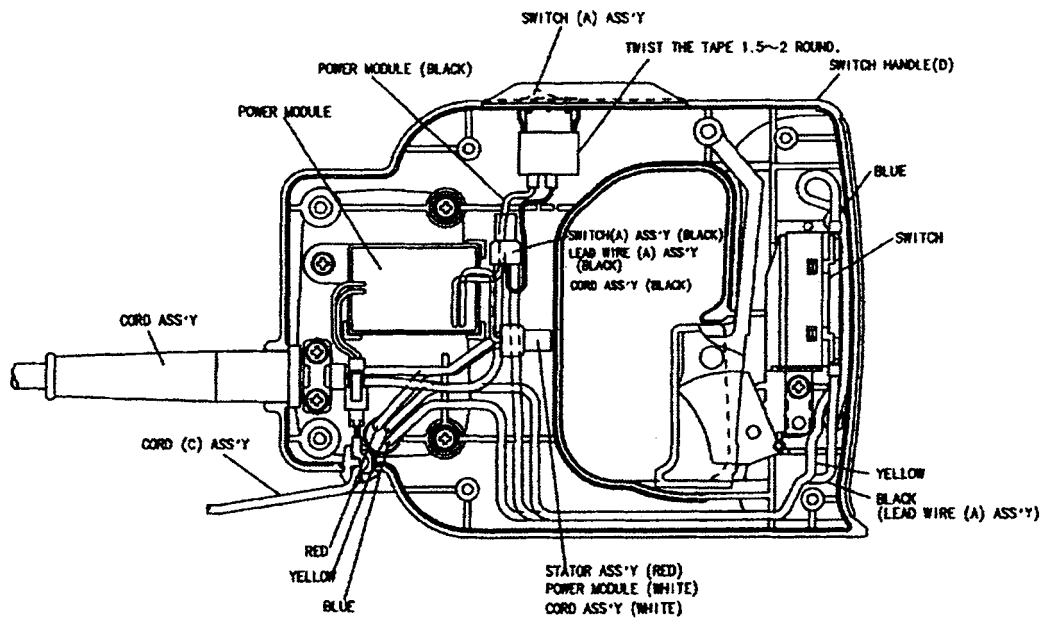 SWITCH (A) ASS'Y
TWIST THE TAPE 1.5~2 ROUND.
POWER MODULE (BLACK)
SWITCH HANDLE(D)
POWER MODULE
BLUE
SWITCH(A) ASS'Y (BLACK)
LEAD WIRE (A) ASS'Y
(BLACK)
CORD ASS'Y (BLACK)
SWITCH
CORD ASS'Y
CORD (C) ASS'Y
YELLOW
BLACK
(LEAD WIRE (A) ASS'Y)
RED
YELLOW
BLUE
STATOR ASS'Y (RED)
POWER MODULE (WHITE)
CORD ASS'Y (WHITE)